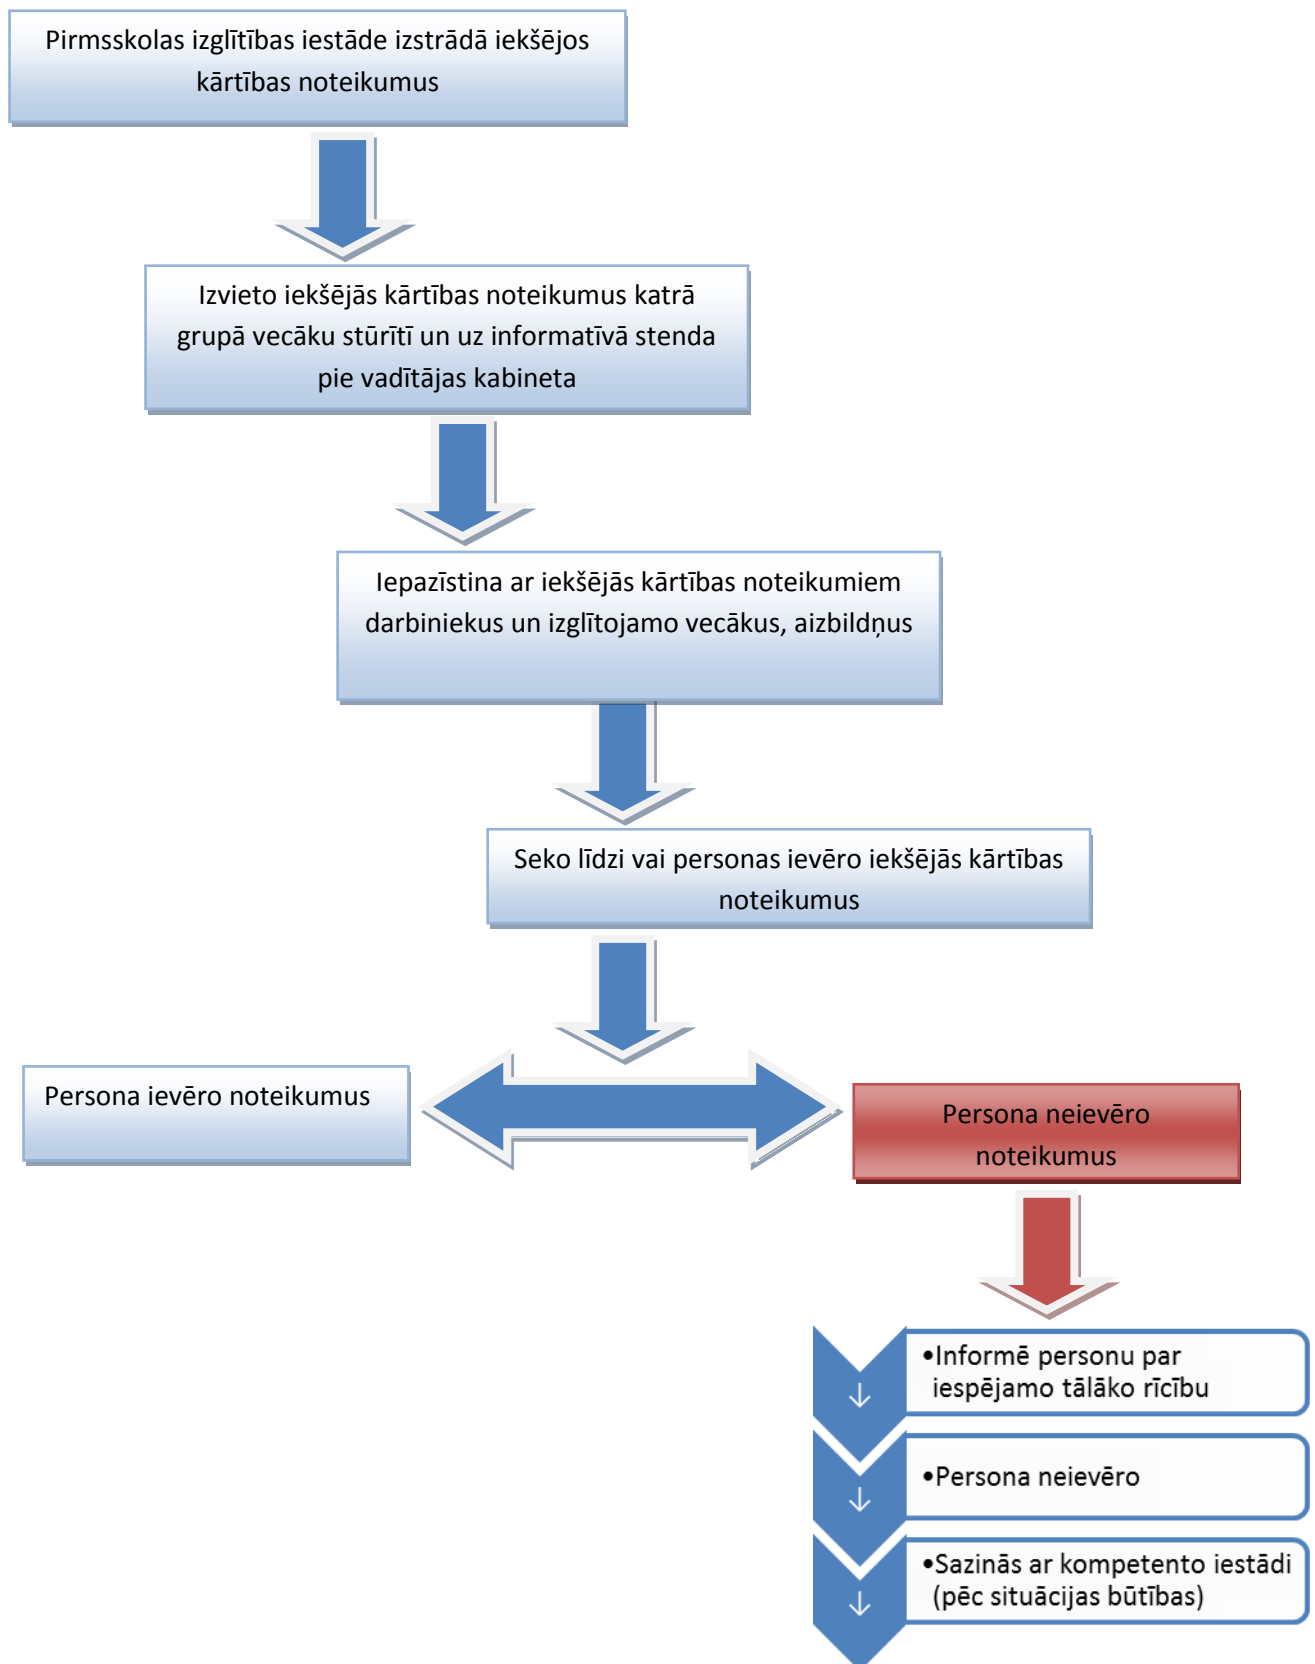 Pirmsskolas izglītības iestāde izstrādā iekšējos
kārtības noteikumus
Izvieto iekšējās kārtības noteikumus katrā
grupā vecāku stūrītī un uz informatīvā stenda
pie vadītājas kabineta
Iepazīstina ar iekšējās kārtības noteikumiem
darbiniekus un izglītojamo vecākus, aizbildņus
Seko līdzi vai personas ievēro iekšējās kārtības
noteikumus
Persona ievēro noteikumus
Persona neievēro
noteikumus
•Informē personu par
iespējamo tālāko rīcību
•Persona neievēro
•Sazinās ar kompetento iestādi
(pēc situācijas būtības)